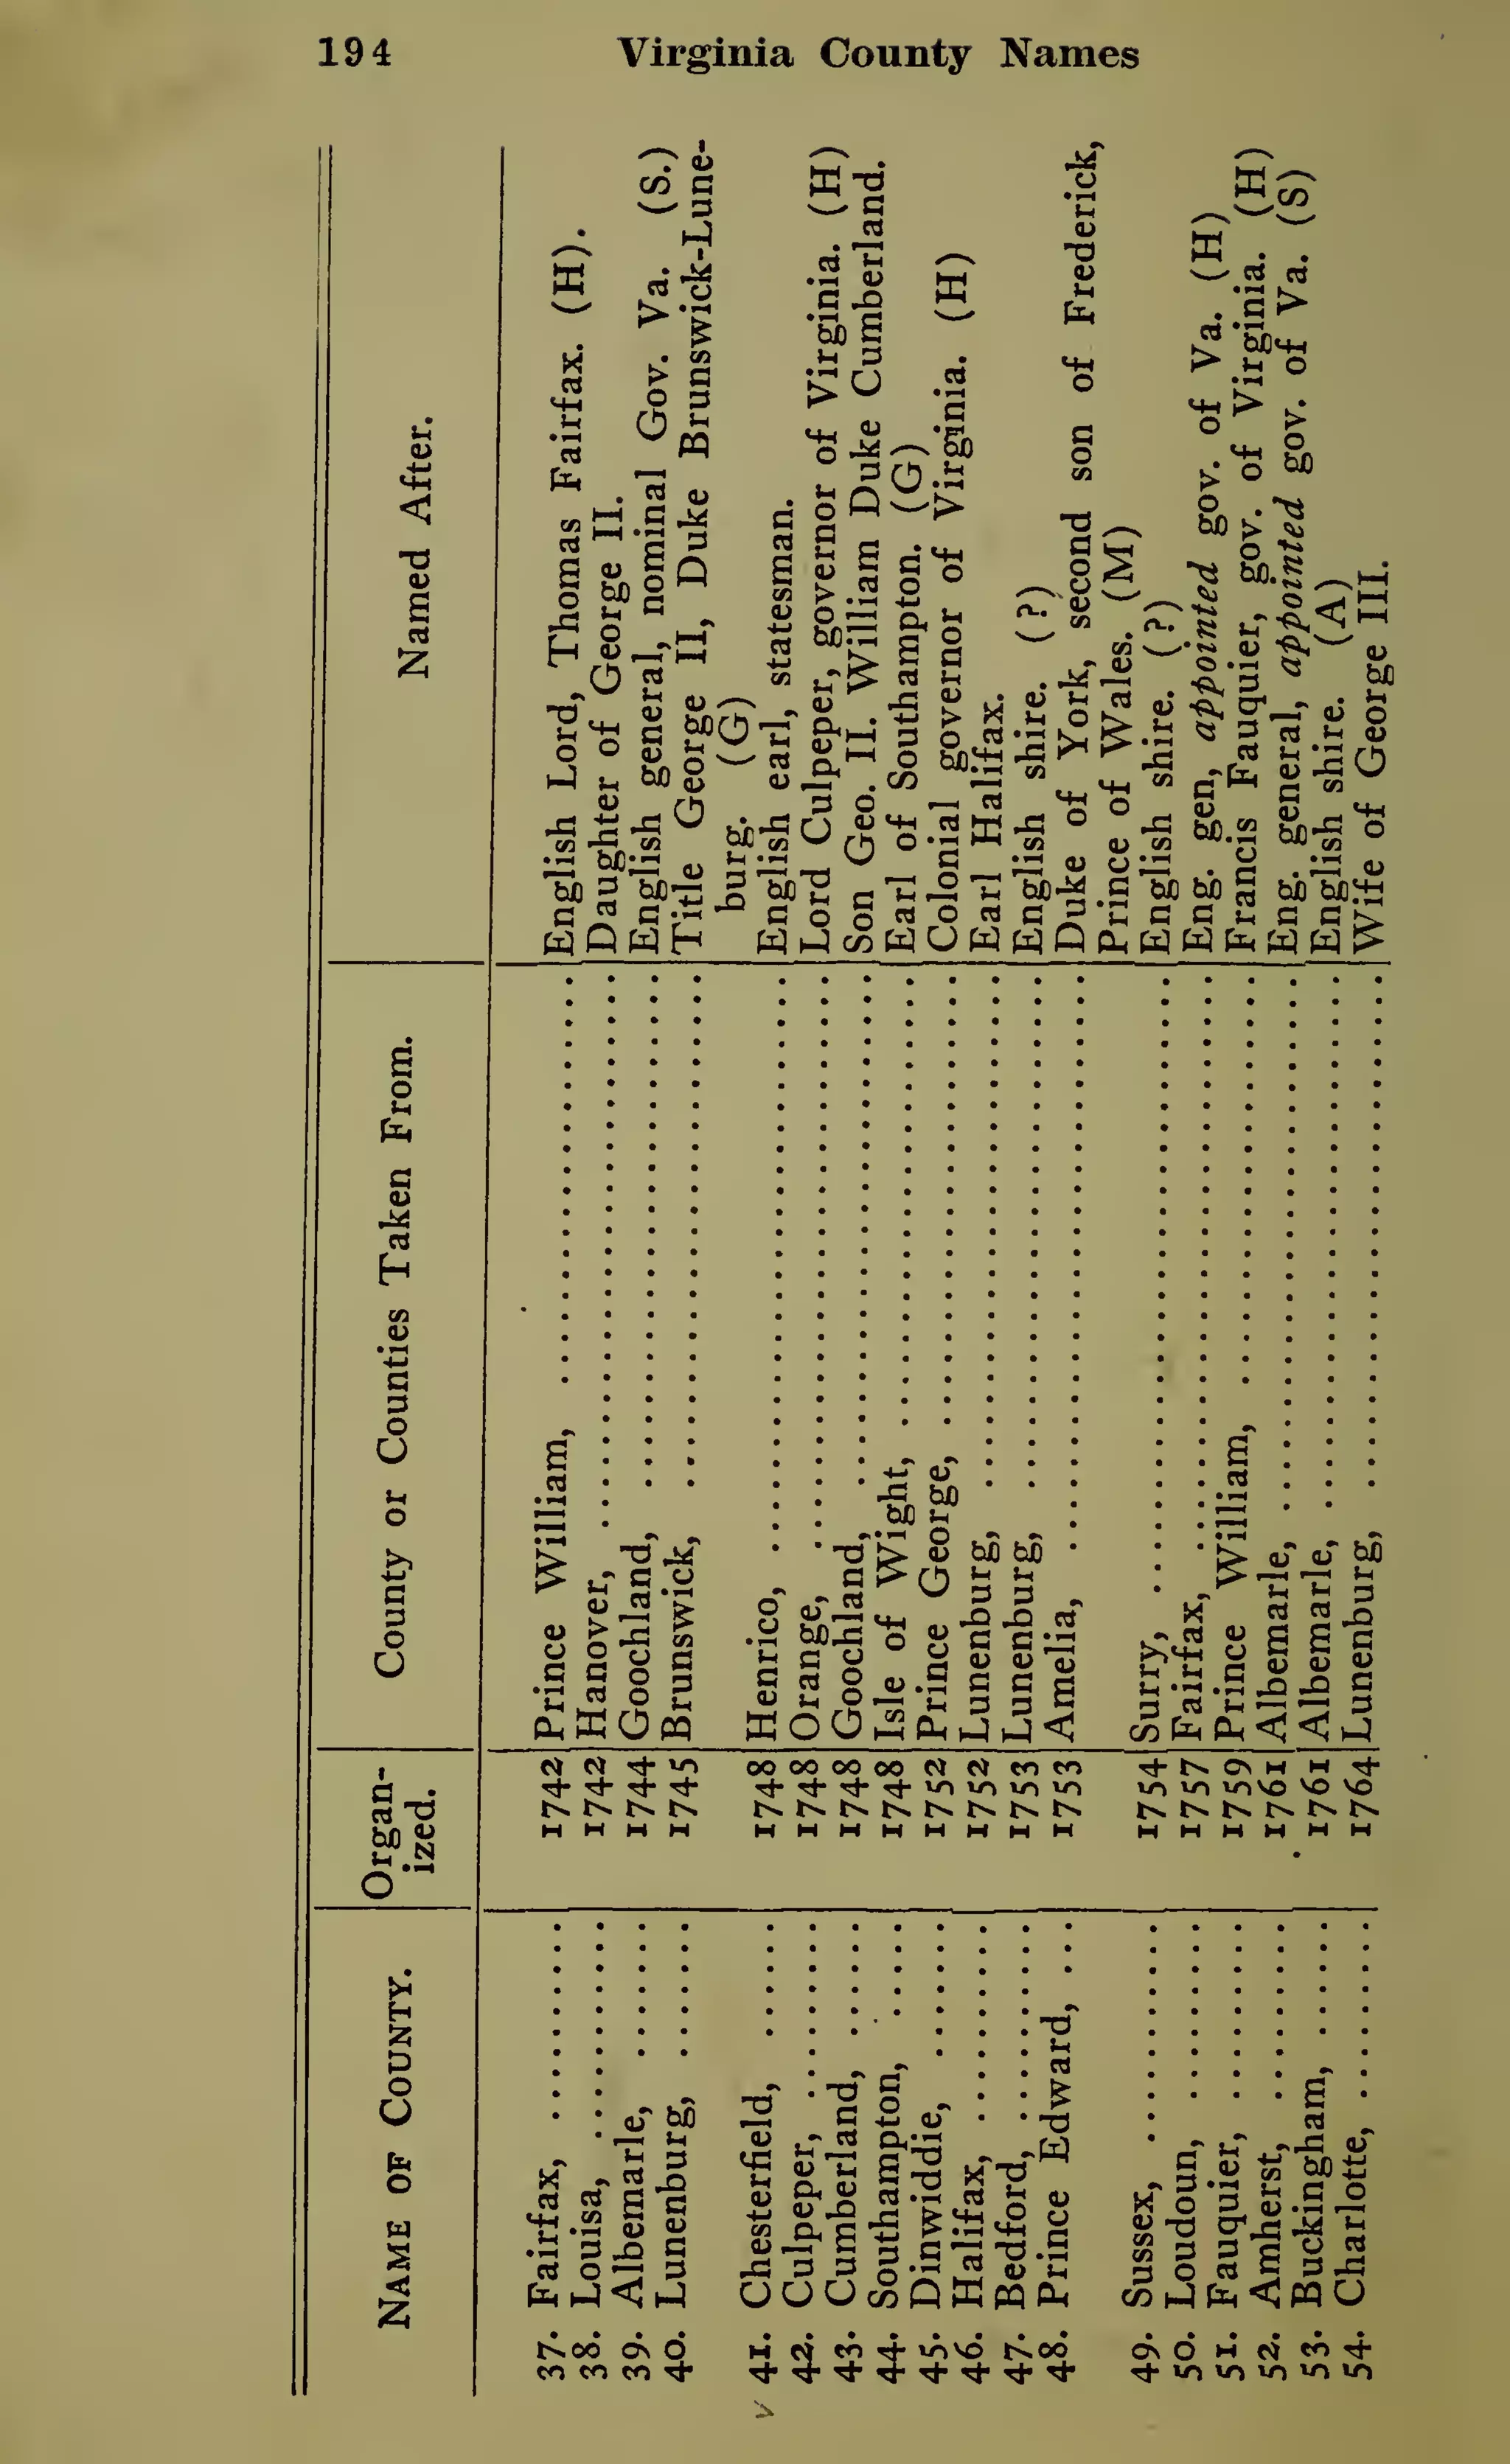 194 Virginia County Names
NAME OF COUNTY. Organ- County or Counties Taken From. Named After.
ized.
37. Fairfax, .......... 1742 Prince William, .................... English Lord, Thomas Fairfax. (H).
38. Louisa, ........... 1742 Hanover, ........................... Daughter of George II.
39. Albemarle, ...... 1744 Goochland, ......................... English general, nominal Gov. Va. (S.)
40. Lunenburg, ....... 1745 Brunswick, ......................... Title George II, Duke Brunswick-Lune-
burg. (G)
41. Chesterfield, ...... 1748 Henrico, ............................ English earl, statesman.
42. Culpeper, ......... 1748 Orange, ............................ Lord Culpeper, governor of Virginia. (H)
43. Cumberland, ...... 1748 Goochland, ......................... Son Geo. II. William Duke Cumberland.
44. Southampton, ..... 1748 Isle of Wight, ...................... Earl of Southampton. (G)
45. Dinwiddie, ....... 1752 Prince George, ...................... Colonial governor of Virginia. (H)
46. Halifax, .......... 1752 Lunenburg, ......................... Earl Halifax.
47. Bedford, .......... 1753 Lunenburg, ......................... English shire. (?)
48. Prince Edward, ... 1753 Amelia, ............................ Duke of York, second son of Frederick,
Prince of Wales. (M)
49. Sussex, ........... 1754 Surry, .............................. English shire. (?)
50. Loudoun, ......... 1757 Fairfax, ............................ Eng. gen, appointed gov. of Va. (H)
51. Fauquier, ......... 1759 Prince William, .................... Francis Fauquier, gov. of Virginia. (H)
52. Amherst, ......... 1761 Albemarle, .......................... Eng. general, appointed gov. of Va. (S)
53. Buckingham, ...... 1761 Albemarle, .......................... English shire. (A)
54. Charlotte, ......... 1764 Lunenburg, ......................... Wife of George III.